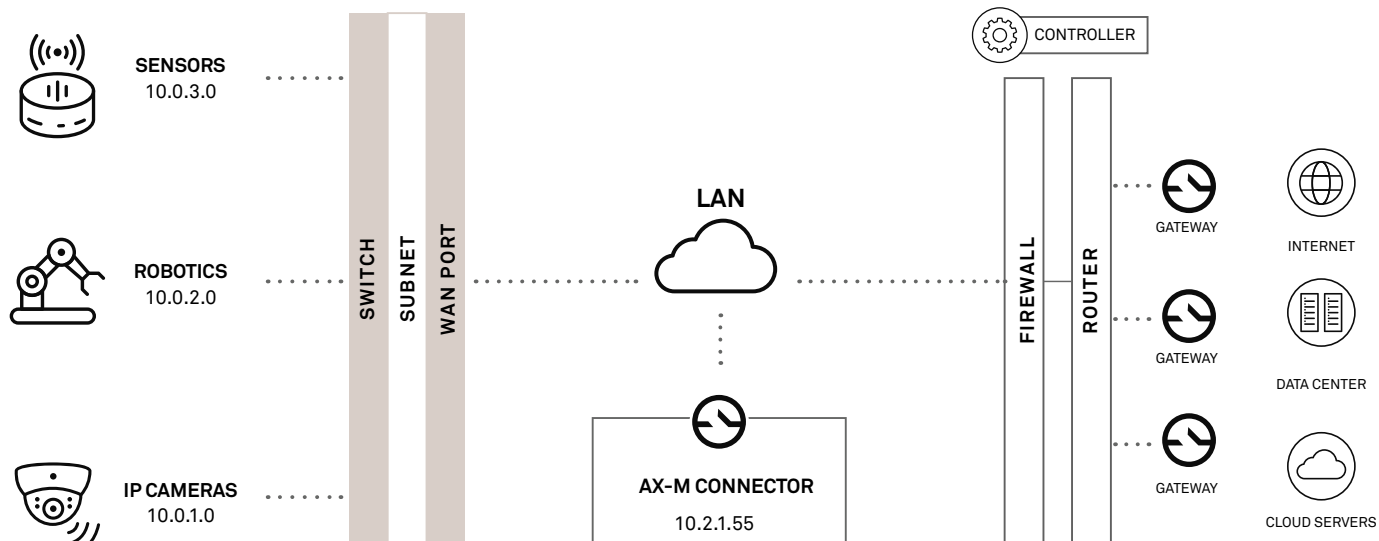 SENSORS
10.0.3.0
ROBOTICS
10.0.2.0
IP CAMERAS
10.0.1.0
SWITCH
SUBNET
WAN PORT
LAN
AX-M CONNECTOR
10.2.1.55
CONTROLLER
FIREWALL
ROUTER
GATEWAY
INTERNET
GATEWAY
DATA CENTER
GATEWAY
CLOUD SERVERS